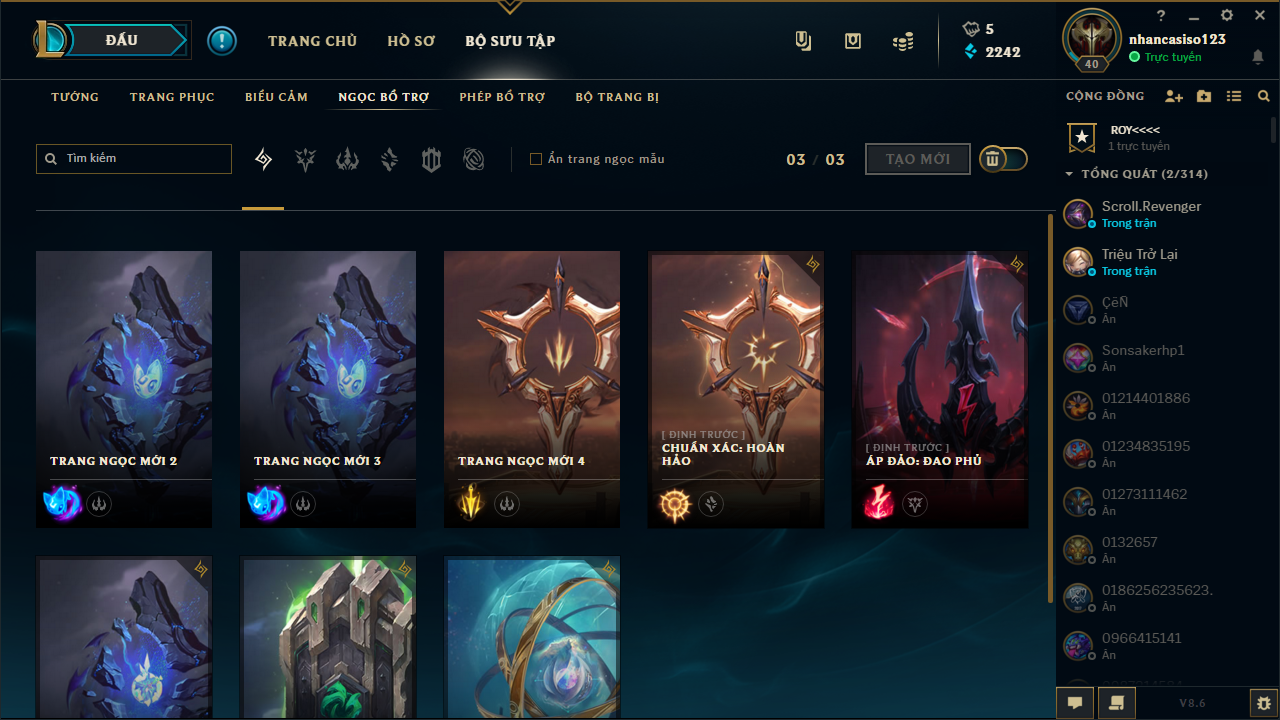 ĐẤU
TRANG CHỦ
HỒ SƠ
BỘ SƯU TẬP
5
2242
40
nhancasiso123
Trực tuyến
TƯỚNG
TRANG PHỤC
BIỂU CẢM
NGỌC BỔ TRỢ
PHÉP BỔ TRỢ
BỘ TRANG BỊ
CỘNG ĐỒNG
Tìm kiếm
Ẩn trang ngọc mẫu
03 / 03
TẠO MỚI
ROY<<<<
1 trực tuyến
TỔNG QUÁT (2/314)
Scroll.Revenger
Trong trận
Triệu Trở Lại
Trong trận
ÇëÑ
Ẩn
Sonsakerhp1
Ẩn
01214401886
Ẩn
01234835195
Ẩn
01273111462
Ẩn
0132657
Ẩn
0186256235623.
Ẩn
0966415141
Ẩn
TRANG NGỌC MỚI 2
TRANG NGỌC MỚI 3
TRANG NGỌC MỚI 4
[ ĐỊNH TRƯỚC ]
CHUẨN XÁC: HOÀN
HẢO
[ ĐỊNH TRƯỚC ]
ÁP ĐẢO: ĐAO PHỦ
V8.6